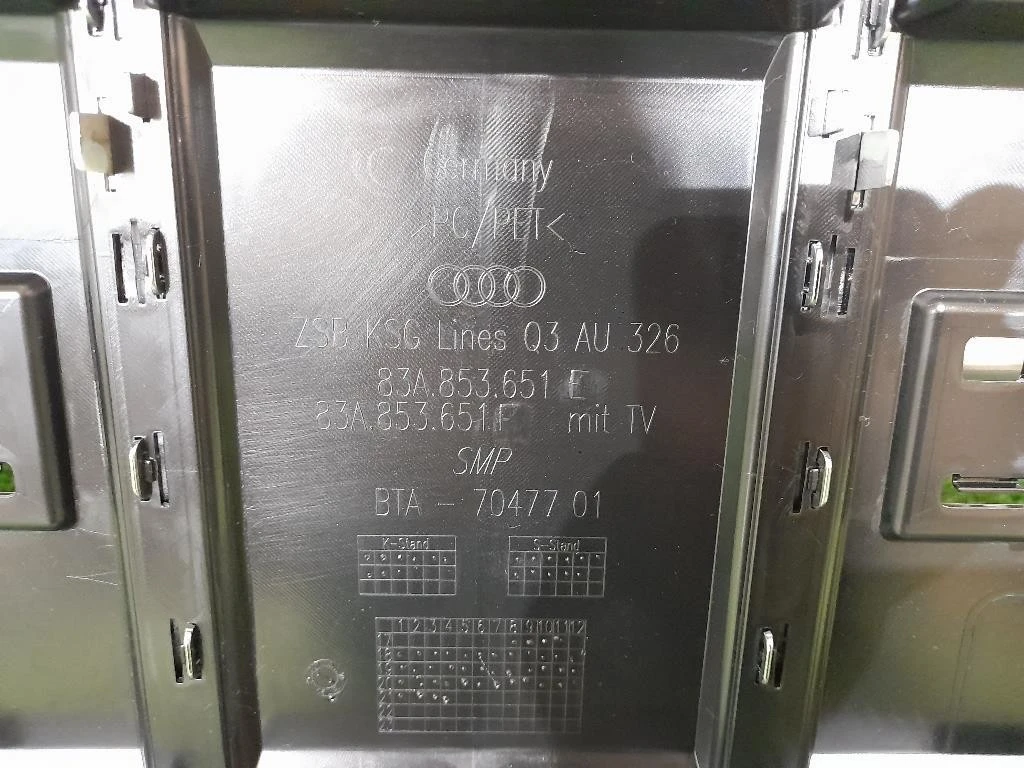 Germany
PC/PET<
ZSB KSG Lines Q3 AU 326
83A.853.651 E
83A.853.651.F mit TV
SMP
BTA - 70477 01
K-Stand S-Stand
1 2 3 4 5 6 7 8 9 10 11 12